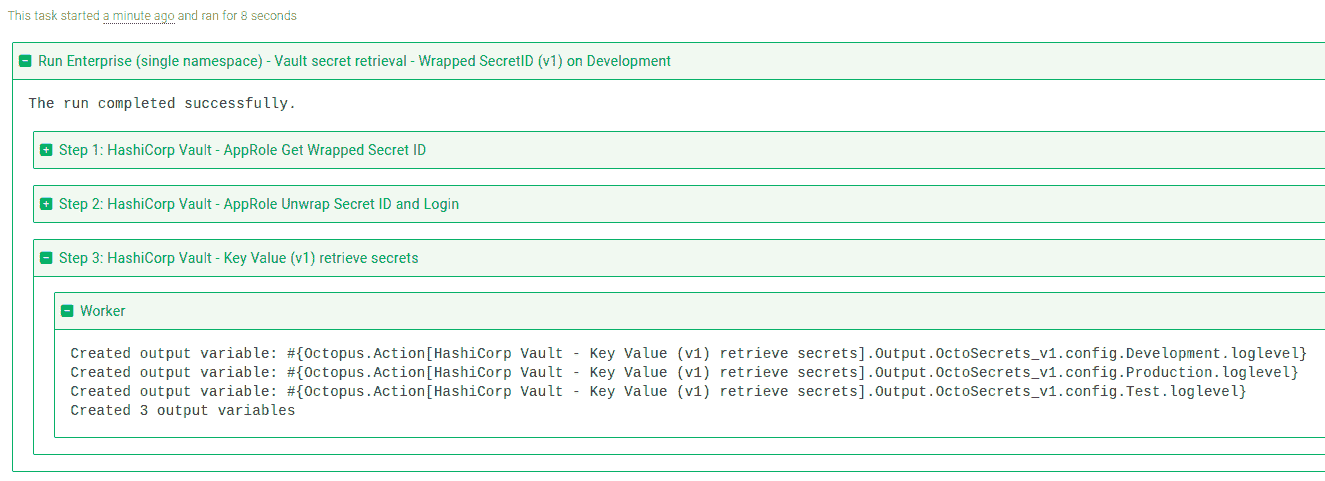 This task started a minute ago and ran for 8 seconds
Run Enterprise (single namespace) - Vault secret retrieval - Wrapped SecretID (v1) on Development
The run completed successfully.
Step 1: HashiCorp Vault - AppRole Get Wrapped Secret ID
Step 2: HashiCorp Vault - AppRole Unwrap Secret ID and Login
Step 3: HashiCorp Vault - Key Value (v1) retrieve secrets
Worker
Created output variable: #{Octopus.Action[HashiCorp Vault - Key Value (v1) retrieve secrets].Output.OctoSecrets_v1.config.Development.loglevel}
Created output variable: #{Octopus.Action[HashiCorp Vault - Key Value (v1) retrieve secrets].Output.OctoSecrets_v1.config.Production.loglevel}
Created output variable: #{Octopus.Action[HashiCorp Vault - Key Value (v1) retrieve secrets].Output.OctoSecrets_v1.config.Test.loglevel}
Created 3 output variables